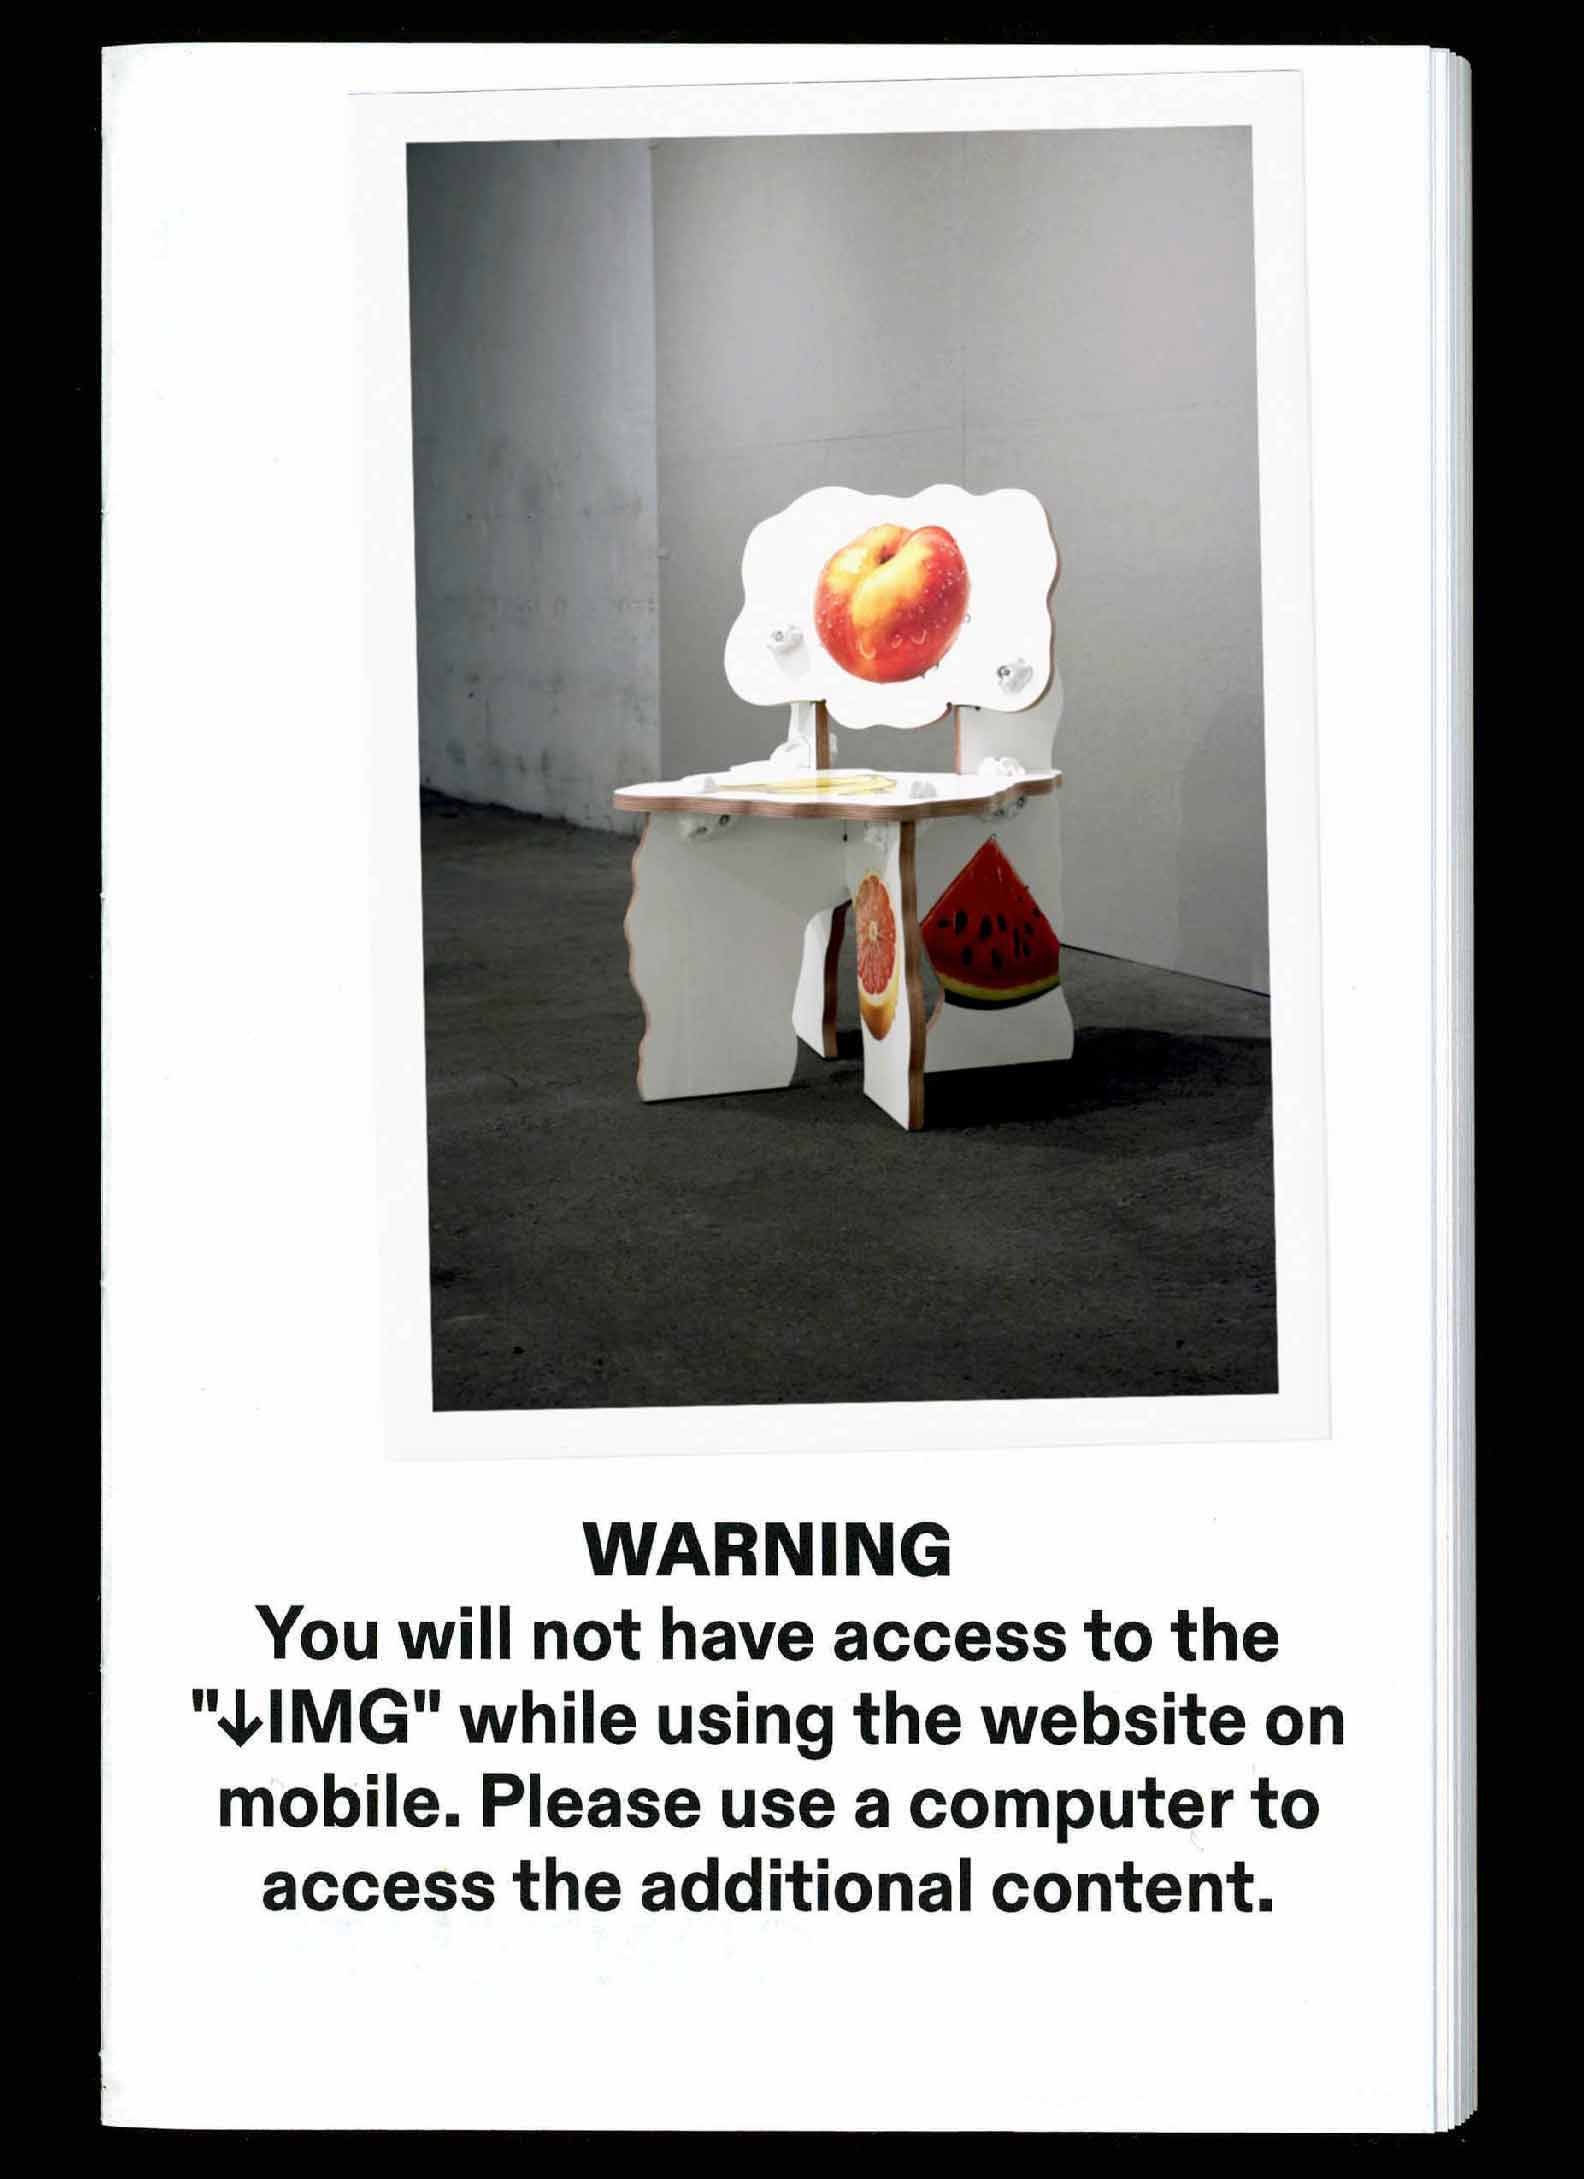 WARNING
You will not have access to the
"↓IMG" while using the website on
mobile. Please use a computer to
access the additional content.